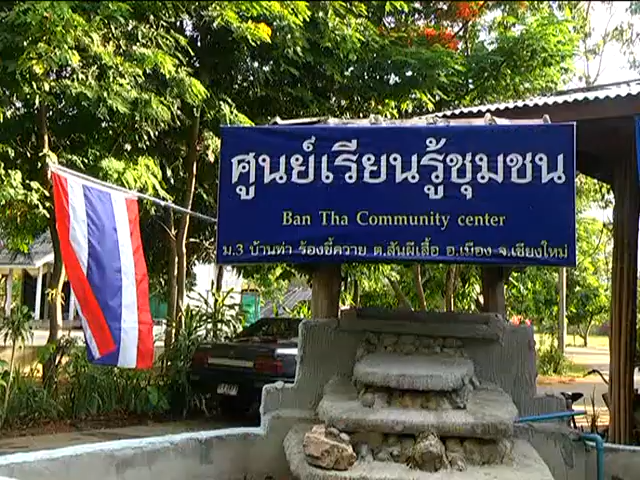 ศูนย์เรียนรู้ชุมชน
Ban Tha Community center
ม.3 บ้านท่า ร้องขี้ควาย ต.สันผีเสื้อ อ.เมือง จ.เชียงใหม่